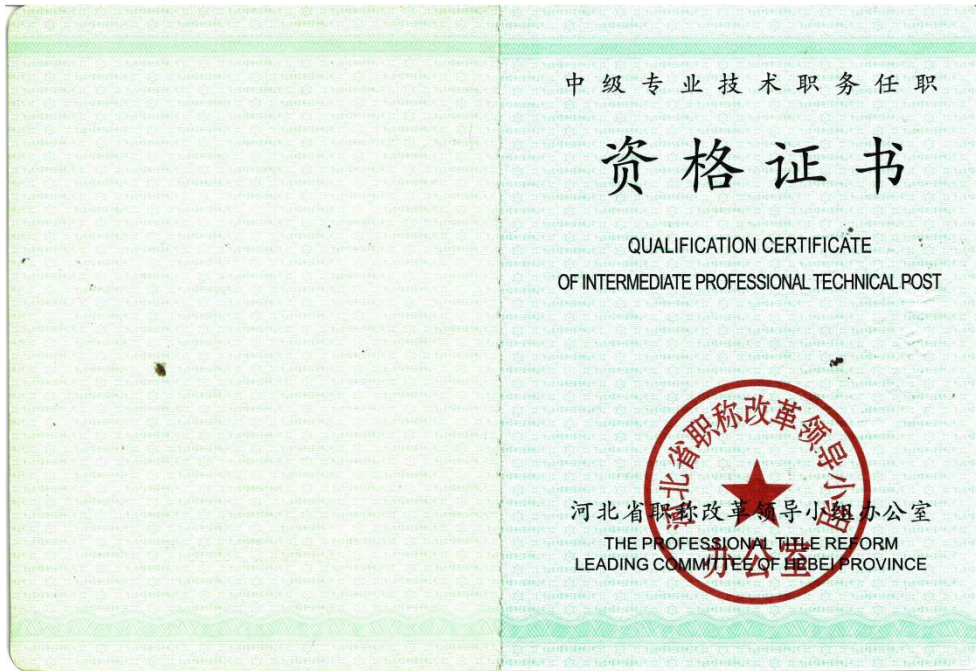 中级专业技术职务任职
资格证书
QUALIFICATION CERTIFICATE
OF INTERMEDIATE PROFESSIONAL TECHNICAL POST
河北省职称改革领导小组
办公室
河北省职称改革领导小组办公室
THE PROFESSIONAL TITLE REFORM
LEADING COMMITTEE OF HEBEI PROVINCE